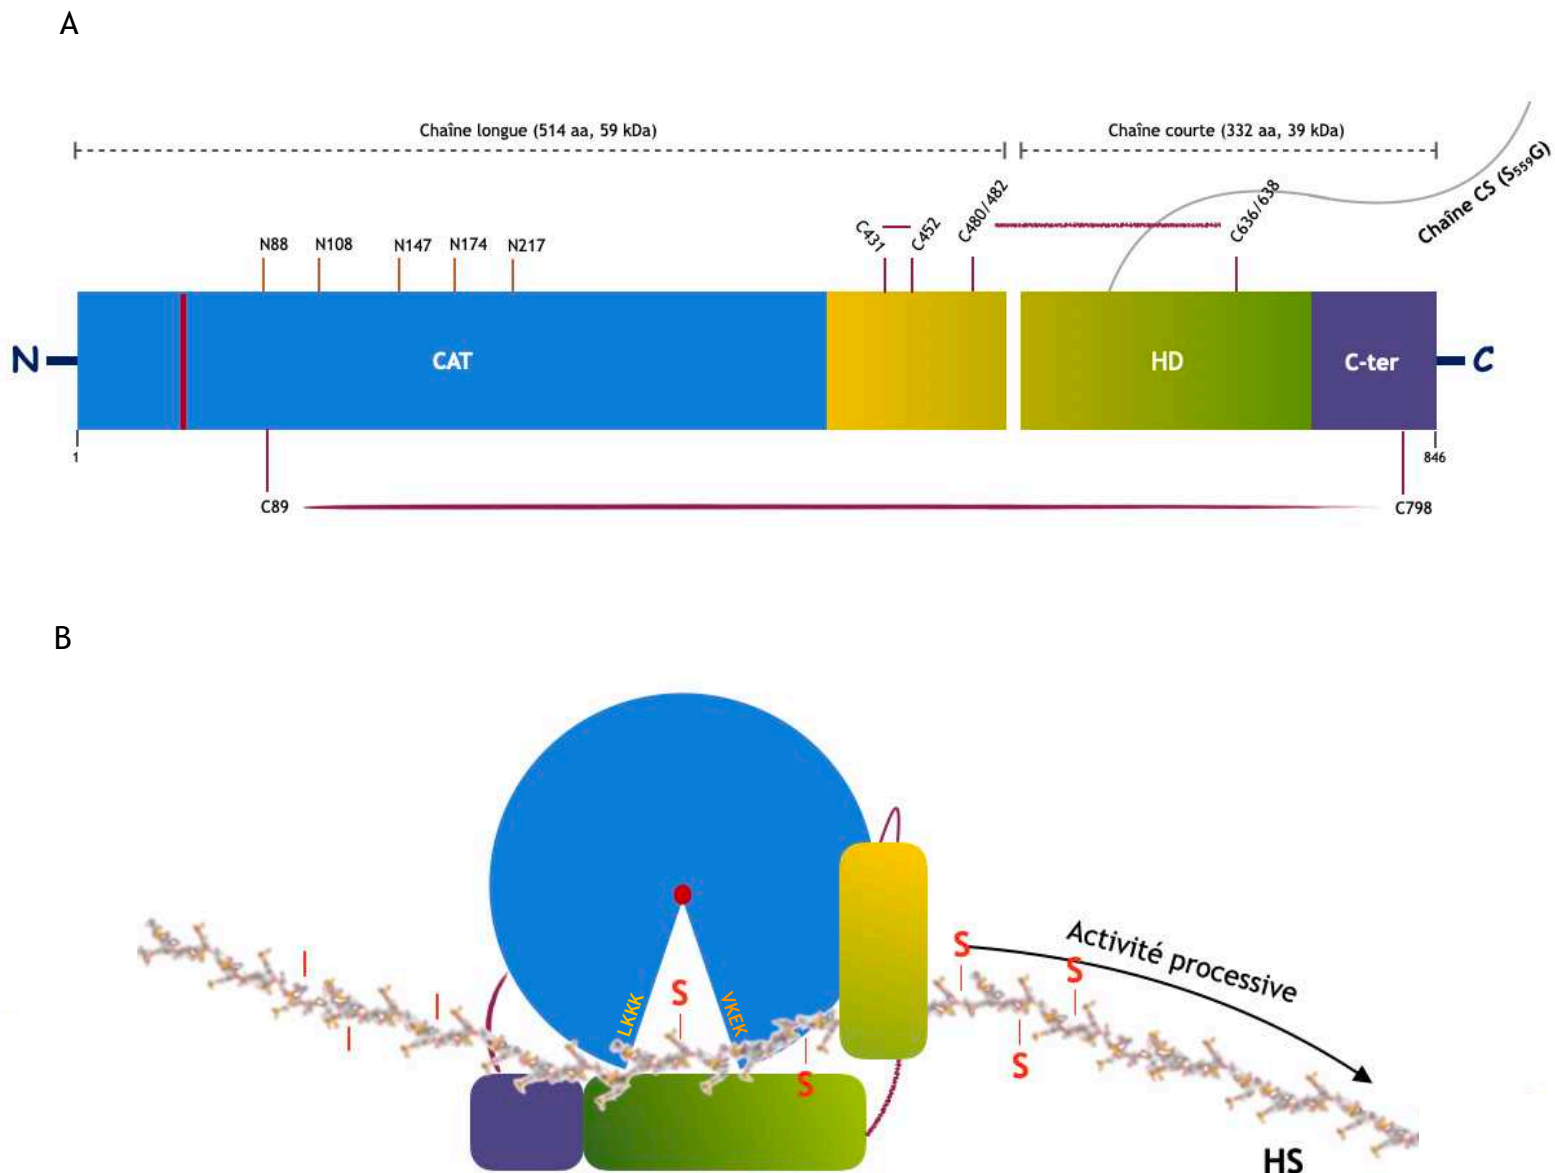 A
Chaîne longue (514 aa, 59 kDa)
Chaîne courte (332 aa, 39 kDa)
Chaîne CS (S₅₅₉G)
N88
N108
N147
N174
N217
C431
C452
C480/482
C636/638
N
CAT
HD
C-ter
C
1
846
C89
C798
B
LKKK
S
VKEK
S
S
S
S
Activité processive
HS